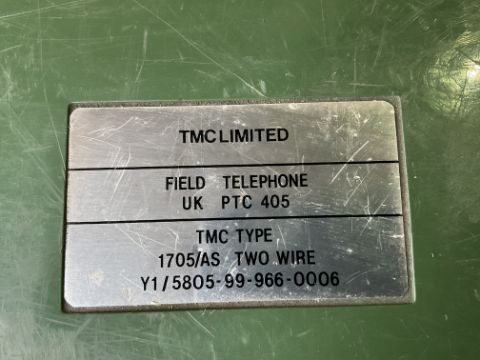 TMC LIMITED
FIELD TELEPHONE
UK PTC 405
TMC TYPE
1705/AS TWO WIRE
Y1/5805-99-966-0006